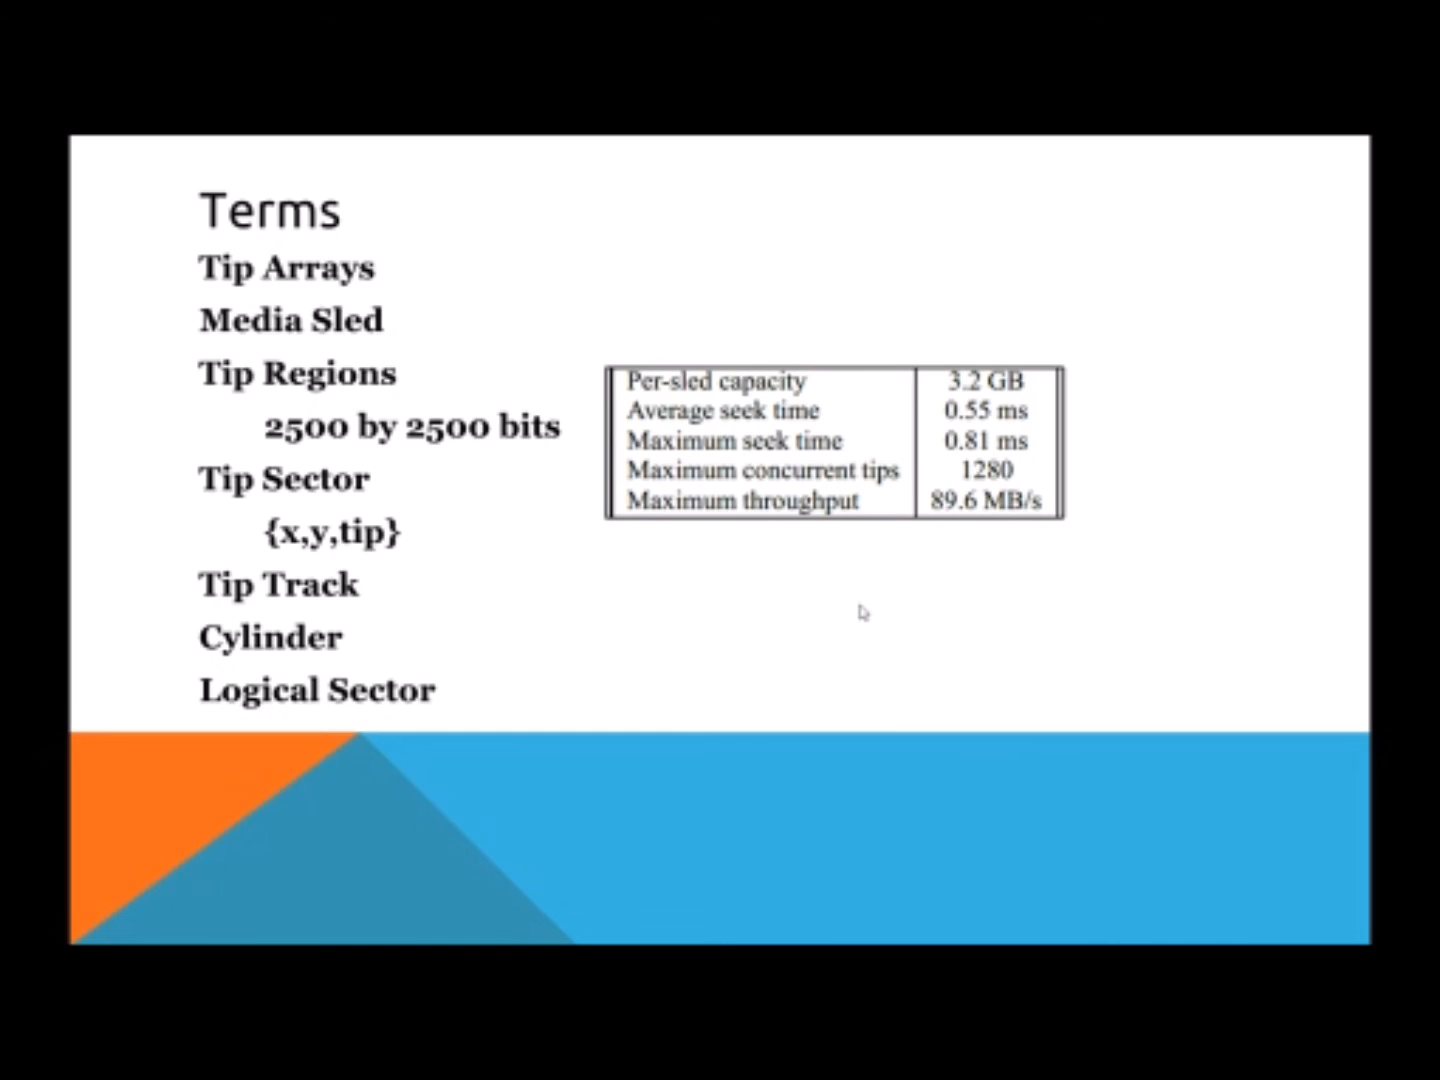 Terms
Tip Arrays
Media Sled
Tip Regions
2500 by 2500 bits
Tip Sector
{x,y,tip}
Tip Track
Cylinder
Logical Sector
Per-sled capacity 3.2 GB
Average seek time 0.55 ms
Maximum seek time 0.81 ms
Maximum concurrent tips 1280
Maximum throughput 89.6 MB/s